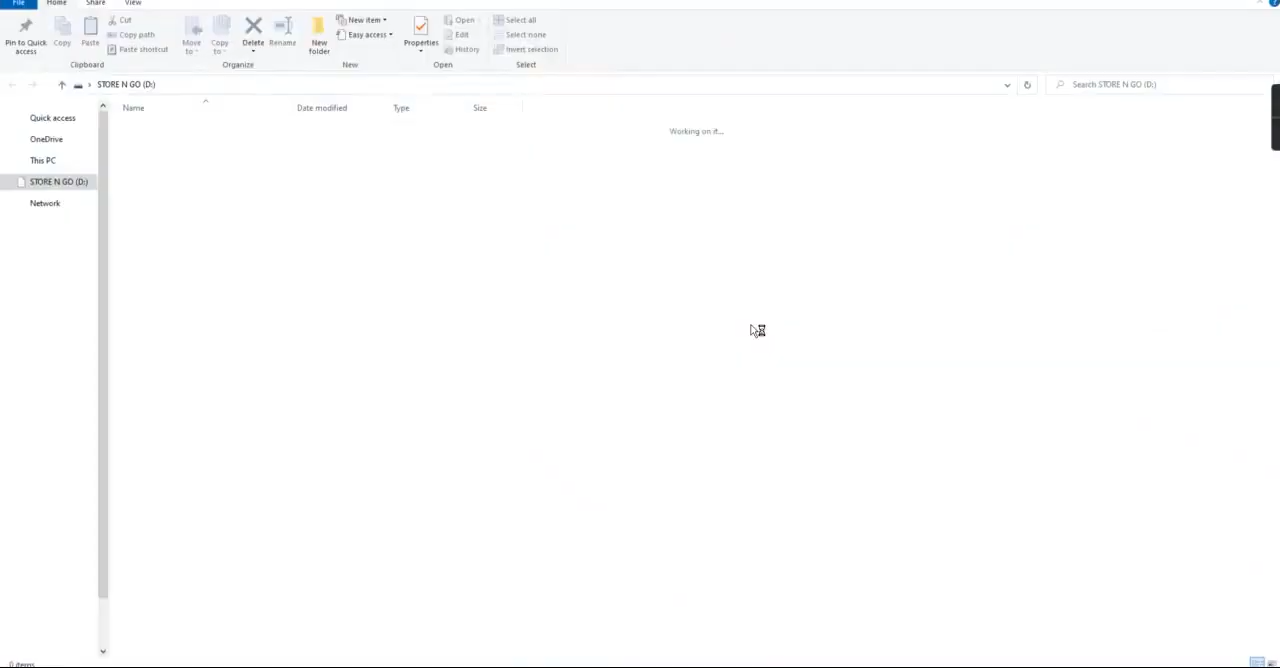 File Home Share View
Pin to Quick access
Copy
Paste
Cut
Copy path
Paste shortcut
Clipboard
Move to
Copy to
Delete
Rename
Organize
New folder
New item
Easy access
New
Properties
Open
Edit
History
Open
Select all
Select none
Invert selection
Select
STORE N GO (D:)
Search STORE N GO (D:)
Name Date modified Type Size
Working on it...
Quick access
OneDrive
This PC
STORE N GO (D:)
Network
0 items